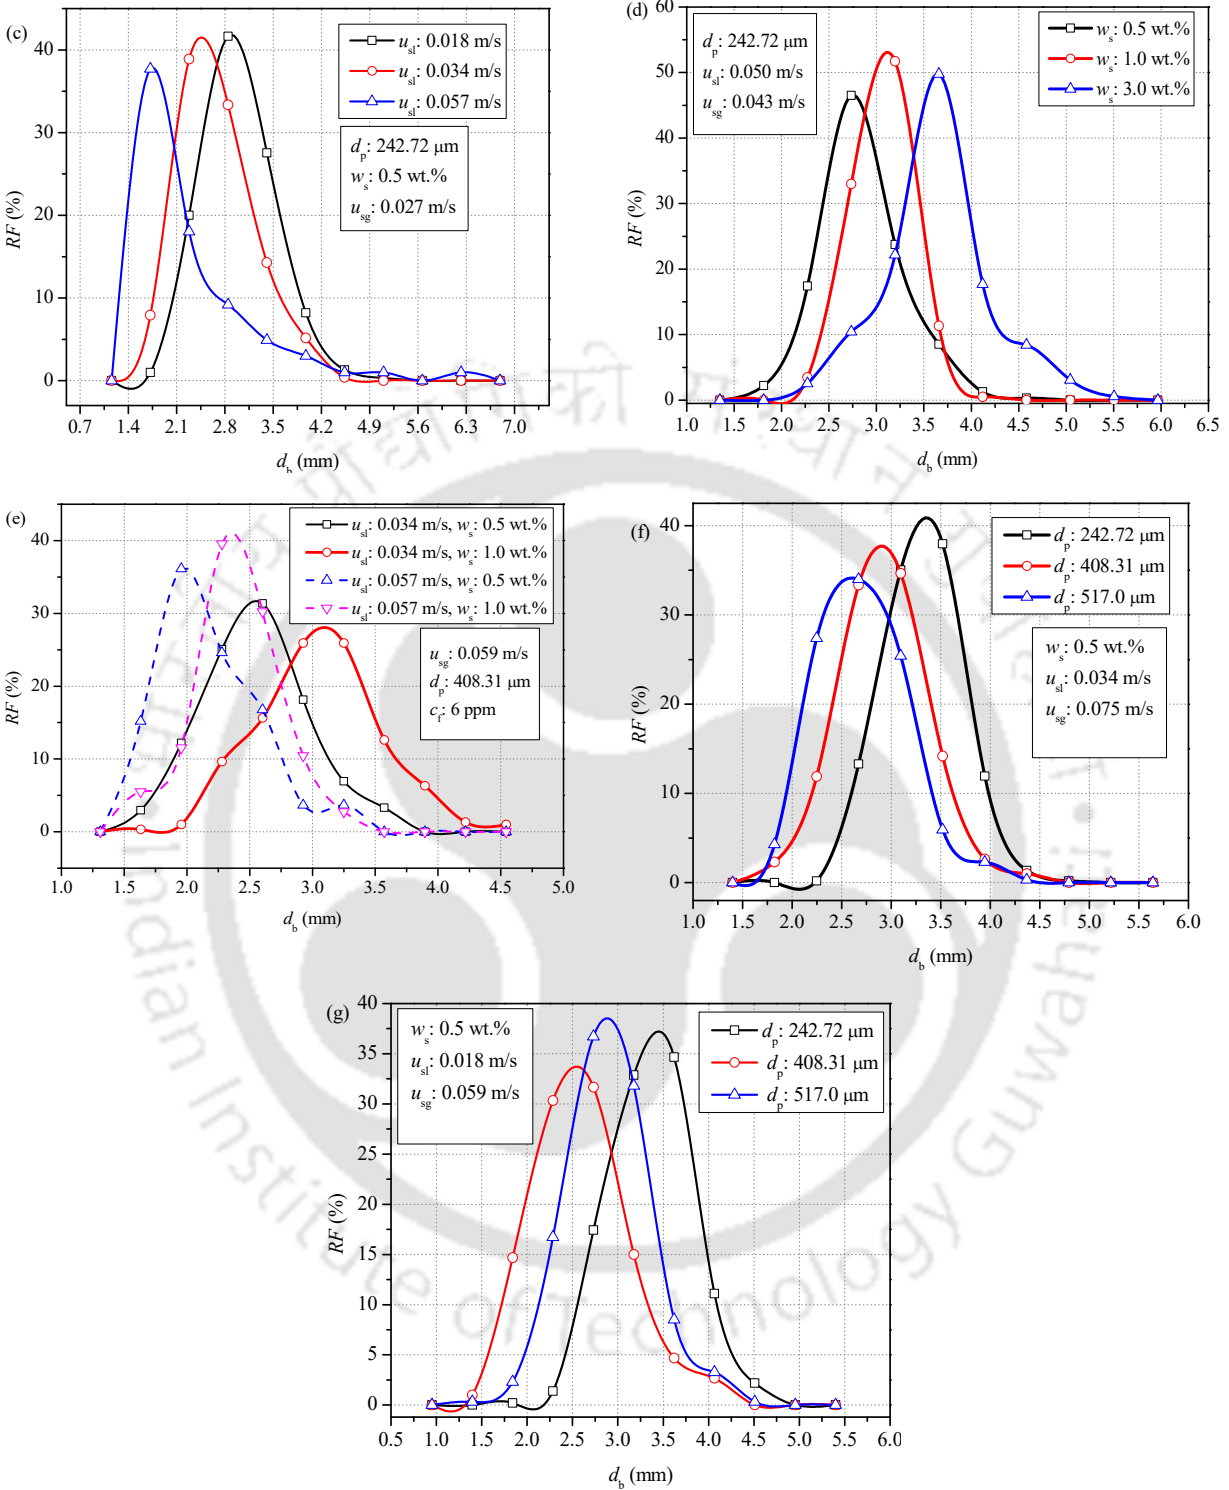 (c)
u_sl: 0.018 m/s
u_sl: 0.034 m/s
u_sl: 0.057 m/s
d_p: 242.72 μm
w_s: 0.5 wt.%
u_sg: 0.027 m/s
RF (%)
40
30
20
10
0
0.7 1.4 2.1 2.8 3.5 4.2 4.9 5.6 6.3 7.0
d_b (mm)
(d)
d_p: 242.72 μm
u_sl: 0.050 m/s
u_sg: 0.043 m/s
w_s: 0.5 wt.%
w_s: 1.0 wt.%
w_s: 3.0 wt.%
RF (%)
60
50
40
30
20
10
0
1.0 1.5 2.0 2.5 3.0 3.5 4.0 4.5 5.0 5.5 6.0 6.5
d_b (mm)
(e)
u_sl: 0.034 m/s, w_s: 0.5 wt.%
u_sl: 0.034 m/s, w_s: 1.0 wt.%
u_sl: 0.057 m/s, w_s: 0.5 wt.%
u_sl: 0.057 m/s, w_s: 1.0 wt.%
u_sg: 0.059 m/s
d_p: 408.31 μm
c_f: 6 ppm
RF (%)
40
30
20
10
0
1.0 1.5 2.0 2.5 3.0 3.5 4.0 4.5 5.0
d_b (mm)
(f)
d_p: 242.72 μm
d_p: 408.31 μm
d_p: 517.0 μm
w_s: 0.5 wt.%
u_sl: 0.034 m/s
u_sg: 0.075 m/s
RF (%)
40
30
20
10
0
1.0 1.5 2.0 2.5 3.0 3.5 4.0 4.5 5.0 5.5 6.0
d_b (mm)
(g)
w_s: 0.5 wt.%
u_sl: 0.018 m/s
u_sg: 0.059 m/s
d_p: 242.72 μm
d_p: 408.31 μm
d_p: 517.0 μm
RF (%)
40
35
30
25
20
15
10
5
0
0.5 1.0 1.5 2.0 2.5 3.0 3.5 4.0 4.5 5.0 5.5 6.0
d_b (mm)
Indian Institute of Technology Guwahati